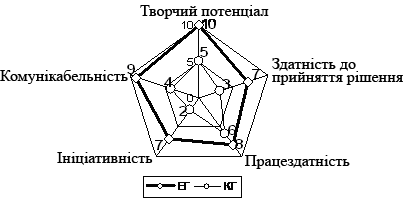 Творчий потенціал
10 10
5
5
9
7
Комунікабельність
Здатність до
прийняття рішення
4
3
0
2
6
7
8
Ініціативність
Працездатність
ЕГ КГ